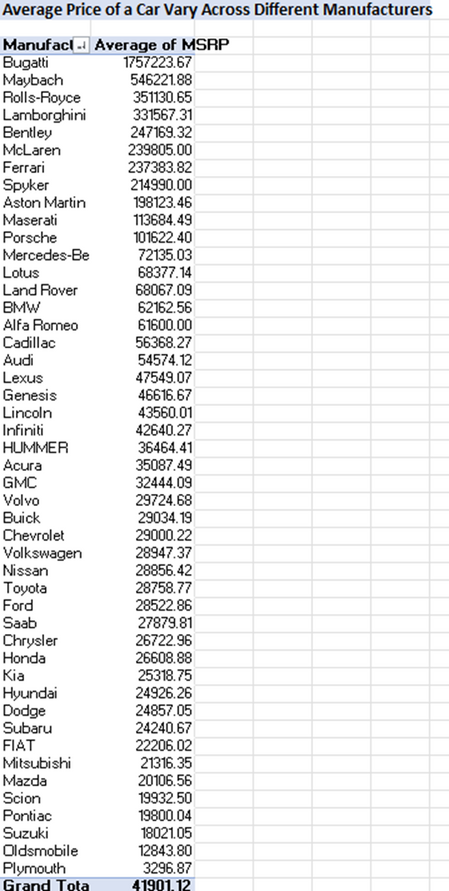 Average Price of a Car Vary Across Different Manufacturers
Manufact Average of MSRP
Bugatti 1757223.67
Maybach 546221.88
Rolls-Royce 351130.65
Lamborghini 331567.31
Bentley 247169.32
McLaren 239805.00
Ferrari 237383.82
Spyker 214990.00
Aston Martin 198123.46
Maserati 113684.49
Porsche 101622.40
Mercedes-Be 72135.03
Lotus 68377.14
Land Rover 68067.09
BMW 62162.56
Alfa Romeo 61600.00
Cadillac 56368.27
Audi 54574.12
Lexus 47549.07
Genesis 46616.67
Lincoln 43560.01
Infiniti 42640.27
HUMMER 36464.41
Acura 35087.49
GMC 32444.09
Volvo 29724.68
Buick 29034.19
Chevrolet 29000.22
Volkswagen 28947.37
Nissan 28856.42
Toyota 28758.77
Ford 28522.86
Saab 27879.81
Chrysler 26722.96
Honda 26608.88
Kia 25318.75
Hyundai 24926.26
Dodge 24857.05
Subaru 24240.67
FIAT 22206.02
Mitsubishi 21316.35
Mazda 20106.56
Scion 19932.50
Pontiac 19800.04
Suzuki 18021.05
Oldsmobile 12843.80
Plymouth 3296.87
Grand Tota 41901.12